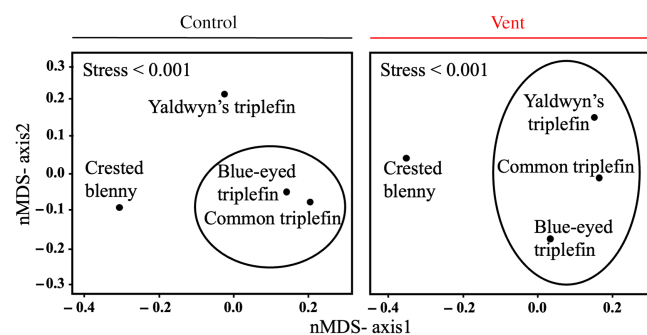 Control
Vent
Stress < 0.001
Yaldwyn's triplefin
Crested
blenny
Blue-eyed
triplefin
Common triplefin
nMDS- axis2
0.3
0.2
0.1
0.0
−0.1
−0.2
−0.3
−0.4
−0.2
0.0
0.2
Stress < 0.001
Yaldwyn's
triplefin
Common triplefin
Crested
blenny
Blue-eyed
triplefin
−0.4
−0.2
0.0
0.2
nMDS- axis1